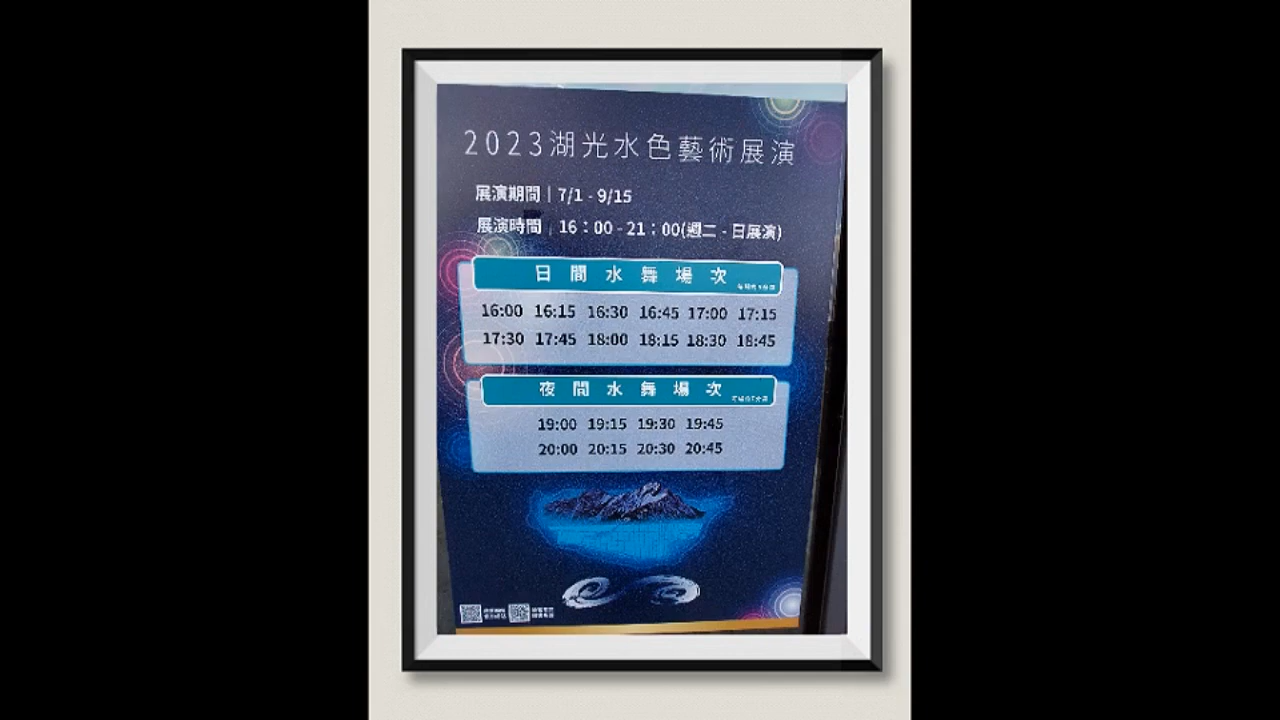 2023湖光水色藝術展演
展演期間｜7/1 - 9/15
展演時間｜16：00 - 21：00(週二 - 日展演)
日間水舞場次
16:00 16:15 16:30 16:45 17:00 17:15
17:30 17:45 18:00 18:15 18:30 18:45
夜間水舞場次
19:00 19:15 19:30 19:45
20:00 20:15 20:30 20:45